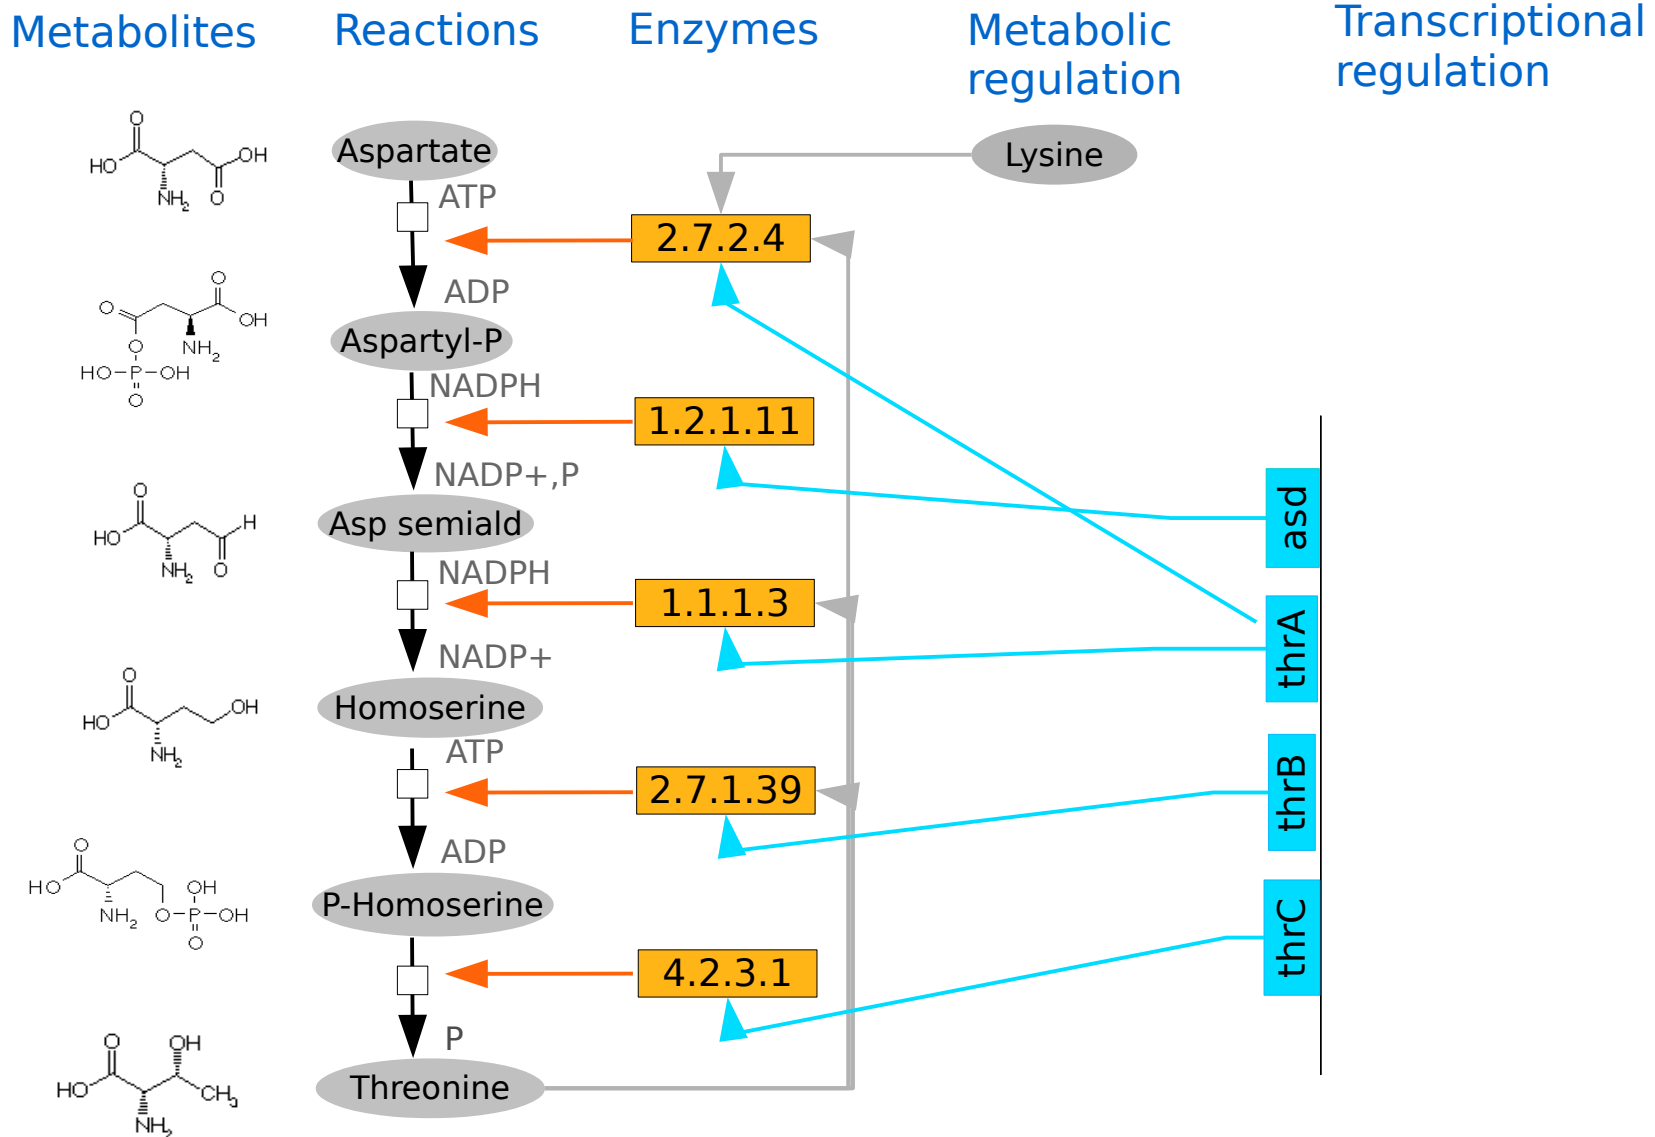 Metabolites
Reactions
Enzymes
Metabolic
regulation
Transcriptional
regulation
O
HO
OH
NH2
O
Aspartate
ATP
Lysine
2.7.2.4
ADP
O
O
OH
O
NH2
HO-P-OH
O
Aspartyl-P
NADPH
1.2.1.11
NADP+,P
asd
O
H
HO
NH2
O
Asp semiald
NADPH
1.1.1.3
thrA
NADP+
O
OH
HO
NH2
Homoserine
ATP
2.7.1.39
thrB
ADP
O
HO
OH
NH2
O-P-OH
O
P-Homoserine
thrC
4.2.3.1
P
O
OH
HO
CH3
NH2
Threonine